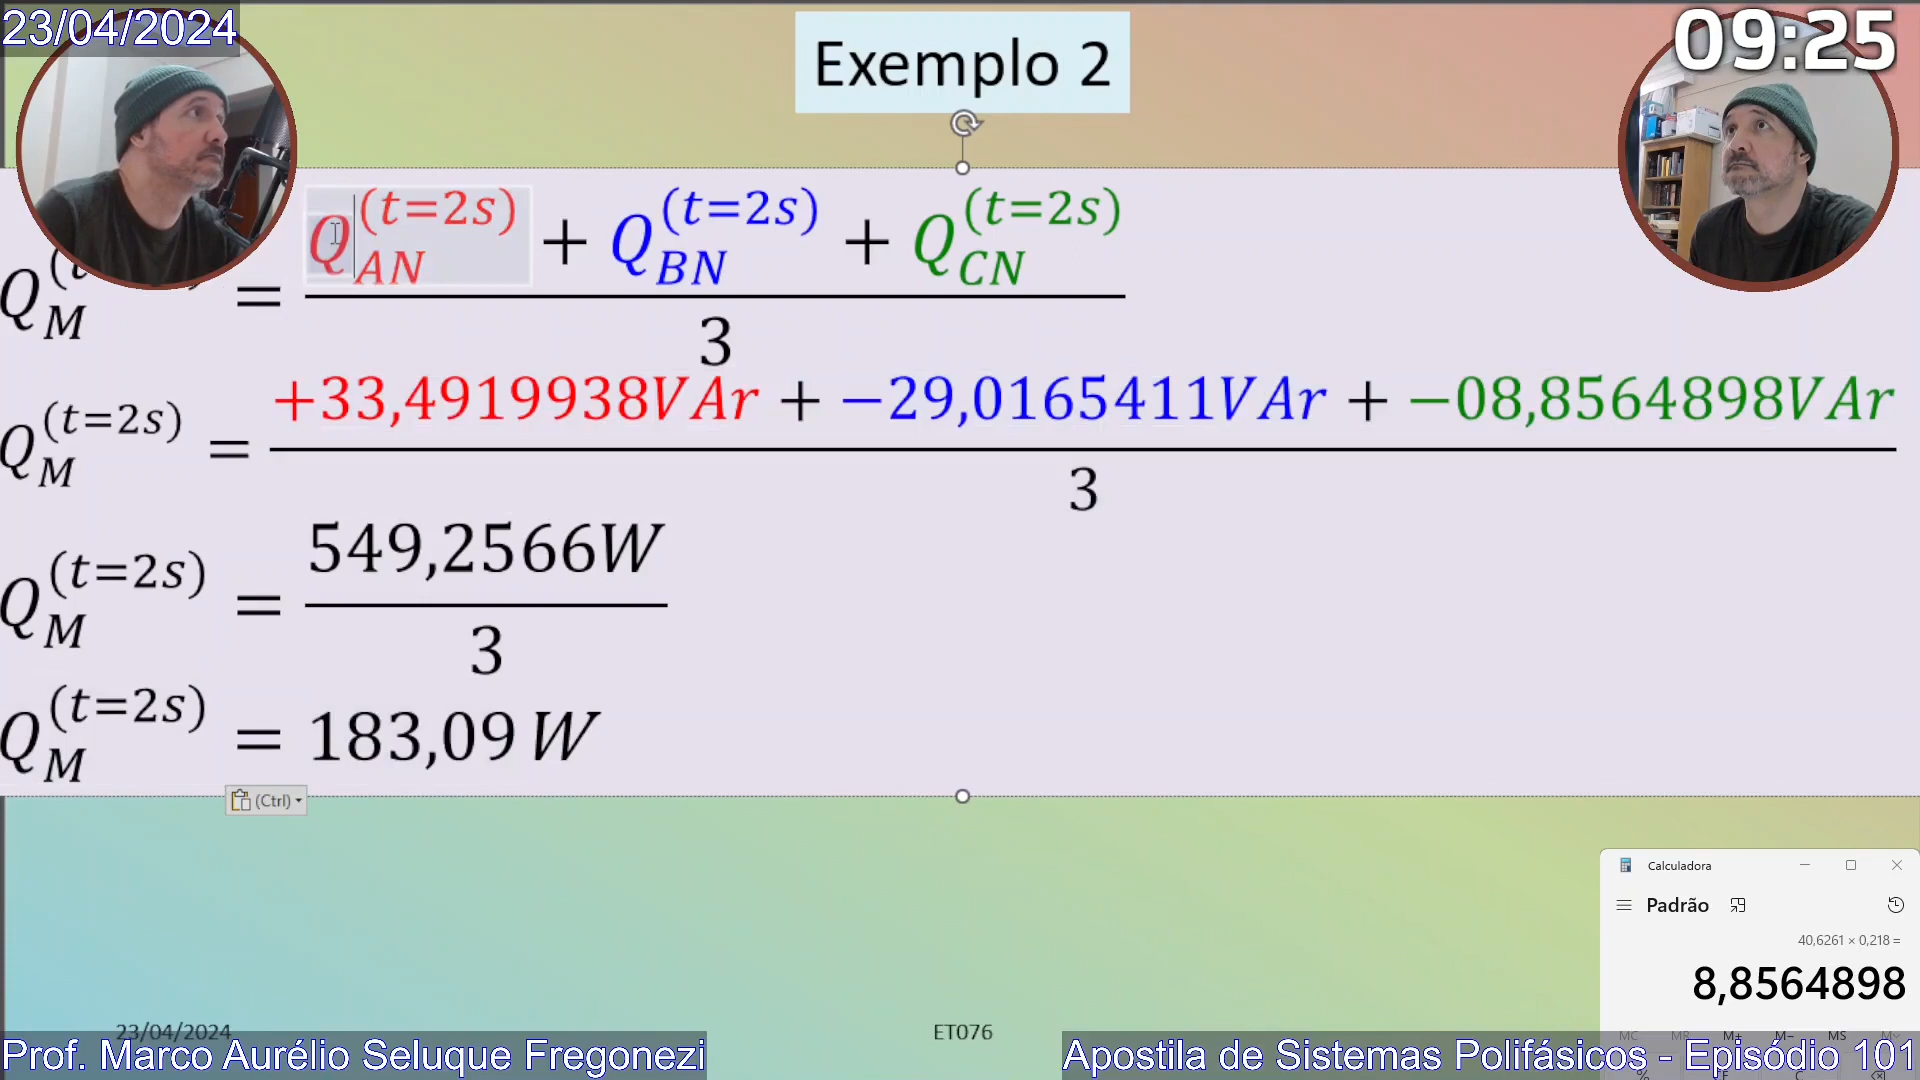 23/04/2024
09:25
Exemplo 2
Q_M^(t = Q_AN^(t=2s) + Q_BN^(t=2s) + Q_CN^(t=2s)
3
Q_M^(t=2s) = +33,4919938VAr + −29,0165411VAr + −08,8564898VAr
3
Q_M^(t=2s) = 549,2566W
3
Q_M^(t=2s) = 183,09 W
(Ctrl)
Calculadora
Padrão
40,6261 × 0,218 =
8,8564898
MC MR M+ M− MS M
23/04/2024
ET076
Prof. Marco Aurélio Seluque Fregonezi
Apostila de Sistemas Polifásicos - Episódio 101